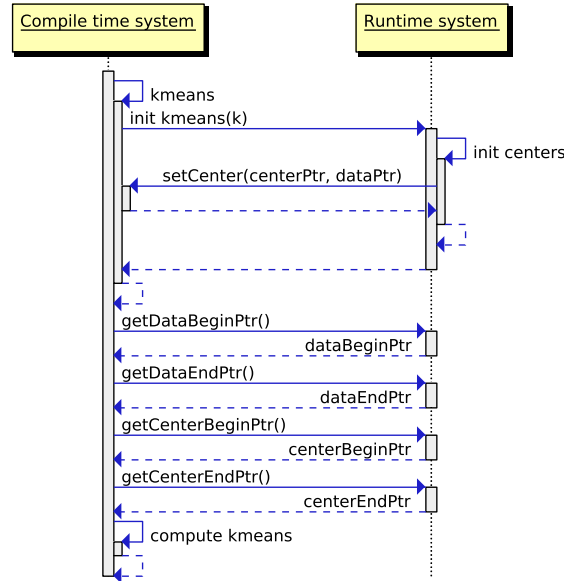 Compile time system
Runtime system
kmeans
init kmeans(k)
init centers
setCenter(centerPtr, dataPtr)
getDataBeginPtr()
dataBeginPtr
getDataEndPtr()
dataEndPtr
getCenterBeginPtr()
centerBeginPtr
getCenterEndPtr()
centerEndPtr
compute kmeans